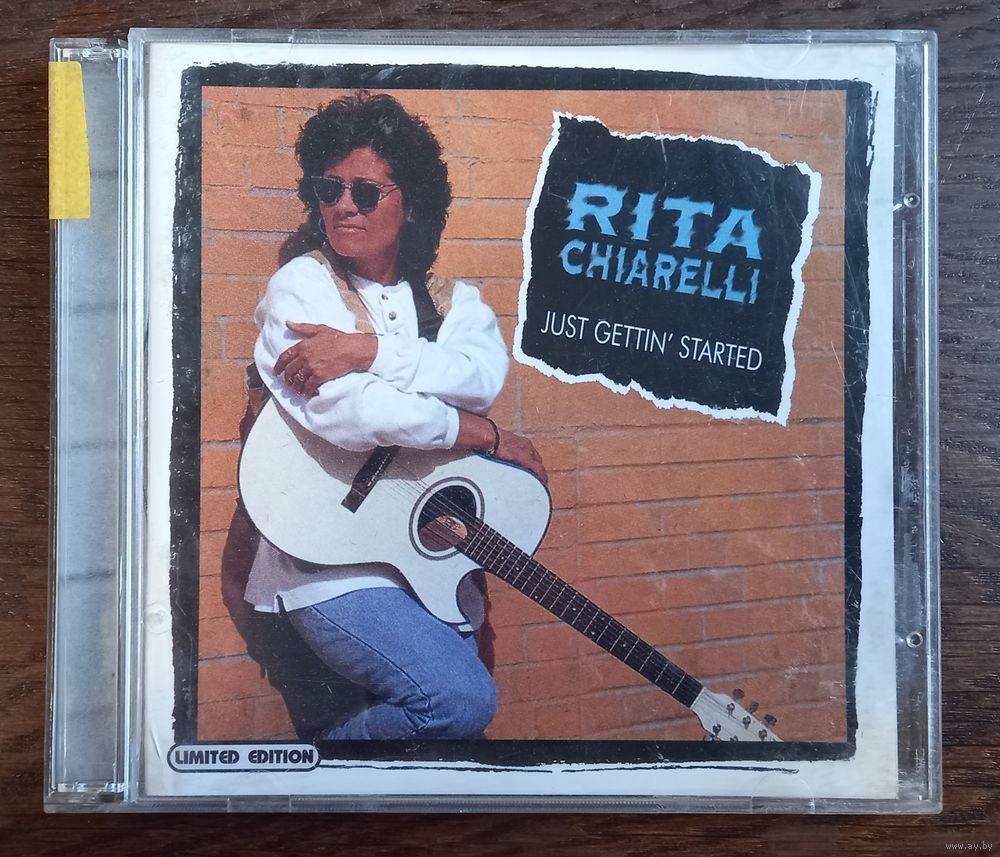 RITA
CHIARELLI
JUST GETTIN' STARTED
LIMITED EDITION
www.ay.by